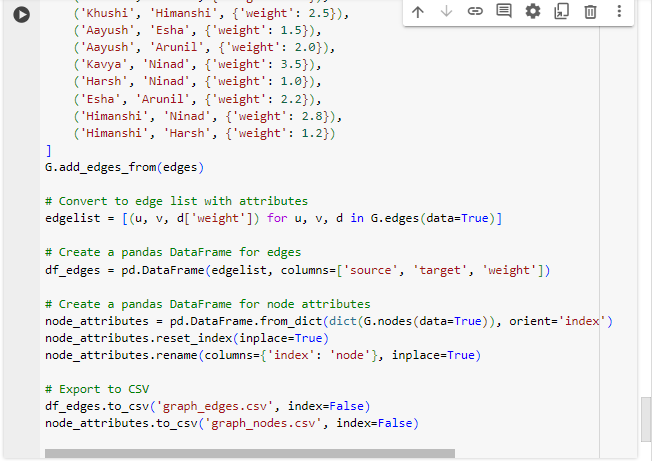 ('Khushi', 'Himanshi', {'weight': 2.5}),
('Aayush', 'Esha', {'weight': 1.5}),
('Aayush', 'Arunil', {'weight': 2.0}),
('Kavya', 'Ninad', {'weight': 3.5}),
('Harsh', 'Ninad', {'weight': 1.0}),
('Esha', 'Arunil', {'weight': 2.2}),
('Himanshi', 'Ninad', {'weight': 2.8}),
('Himanshi', 'Harsh', {'weight': 1.2})
]
G.add_edges_from(edges)
# Convert to edge list with attributes
edgelist = [(u, v, d['weight']) for u, v, d in G.edges(data=True)]
# Create a pandas DataFrame for edges
df_edges = pd.DataFrame(edgelist, columns=['source', 'target', 'weight'])
# Create a pandas DataFrame for node attributes
node_attributes = pd.DataFrame.from_dict(dict(G.nodes(data=True)), orient='index')
node_attributes.reset_index(inplace=True)
node_attributes.rename(columns={'index': 'node'}, inplace=True)
# Export to CSV
df_edges.to_csv('graph_edges.csv', index=False)
node_attributes.to_csv('graph_nodes.csv', index=False)